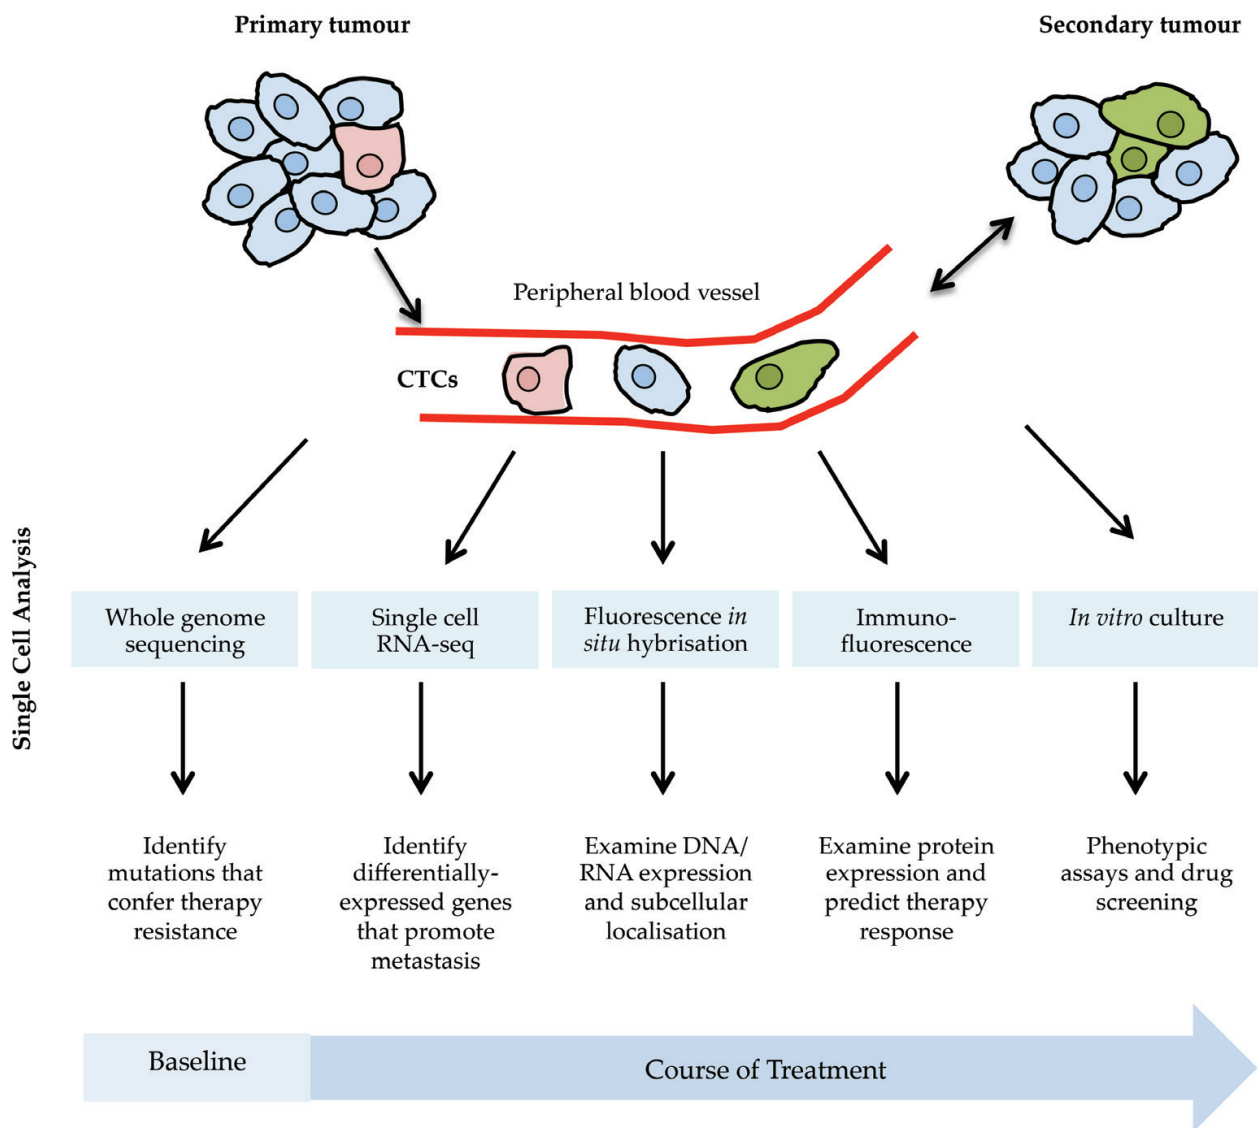 Primary tumour
Secondary tumour
Peripheral blood vessel
CTCs
Single Cell Analysis
Whole genome
sequencing
Single cell
RNA-seq
Fluorescence in
situ hybrisation
Immuno-
fluorescence
In vitro culture
Identify
mutations that
confer therapy
resistance
Identify
differentially-
expressed genes
that promote
metastasis
Examine DNA/
RNA expression
and subcellular
localisation
Examine protein
expression and
predict therapy
response
Phenotypic
assays and drug
screening
Baseline
Course of Treatment